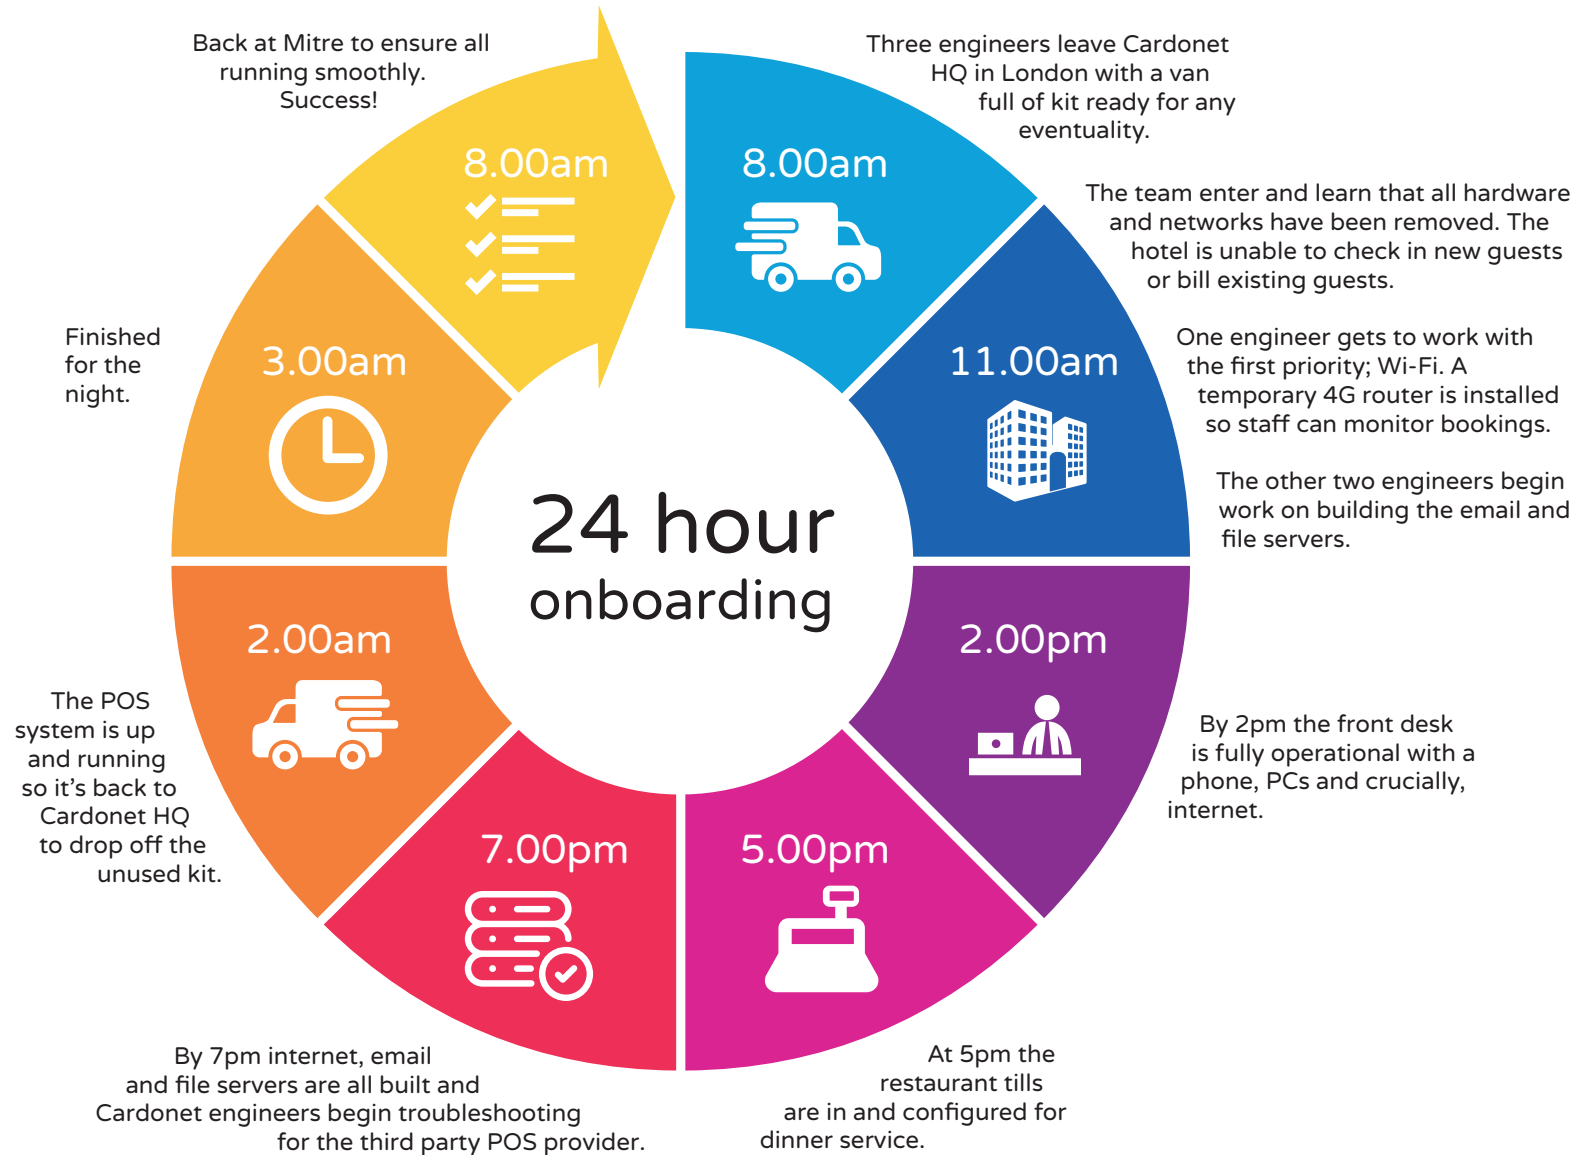 24 hour
onboarding
8.00am
Three engineers leave Cardonet
HQ in London with a van
full of kit ready for any
eventuality.
11.00am
The team enter and learn that all hardware
and networks have been removed. The
hotel is unable to check in new guests
or bill existing guests.
One engineer gets to work with
the first priority; Wi-Fi. A
temporary 4G router is installed
so staff can monitor bookings.
The other two engineers begin
work on building the email and
file servers.
2.00pm
By 2pm the front desk
is fully operational with a
phone, PCs and crucially,
internet.
5.00pm
At 5pm the
restaurant tills
are in and configured for
dinner service.
7.00pm
By 7pm internet, email
and file servers are all built and
Cardonet engineers begin troubleshooting
for the third party POS provider.
2.00am
The POS
system is up
and running
so it’s back to
Cardonet HQ
to drop off the
unused kit.
3.00am
Finished
for the
night.
8.00am
Back at Mitre to ensure all
running smoothly.
Success!